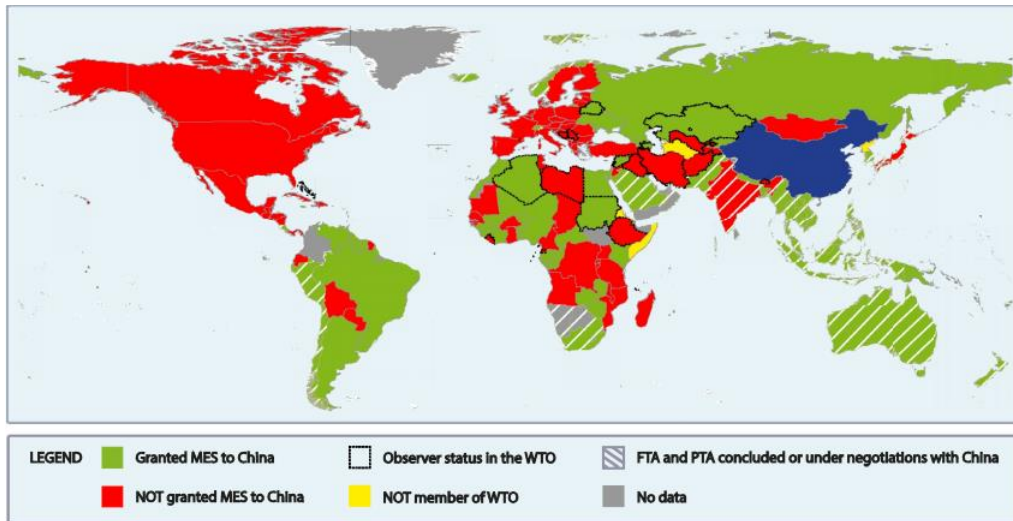 LEGEND
Granted MES to China
Observer status in the WTO
FTA and PTA concluded or under negotiations with China
NOT granted MES to China
NOT member of WTO
No data